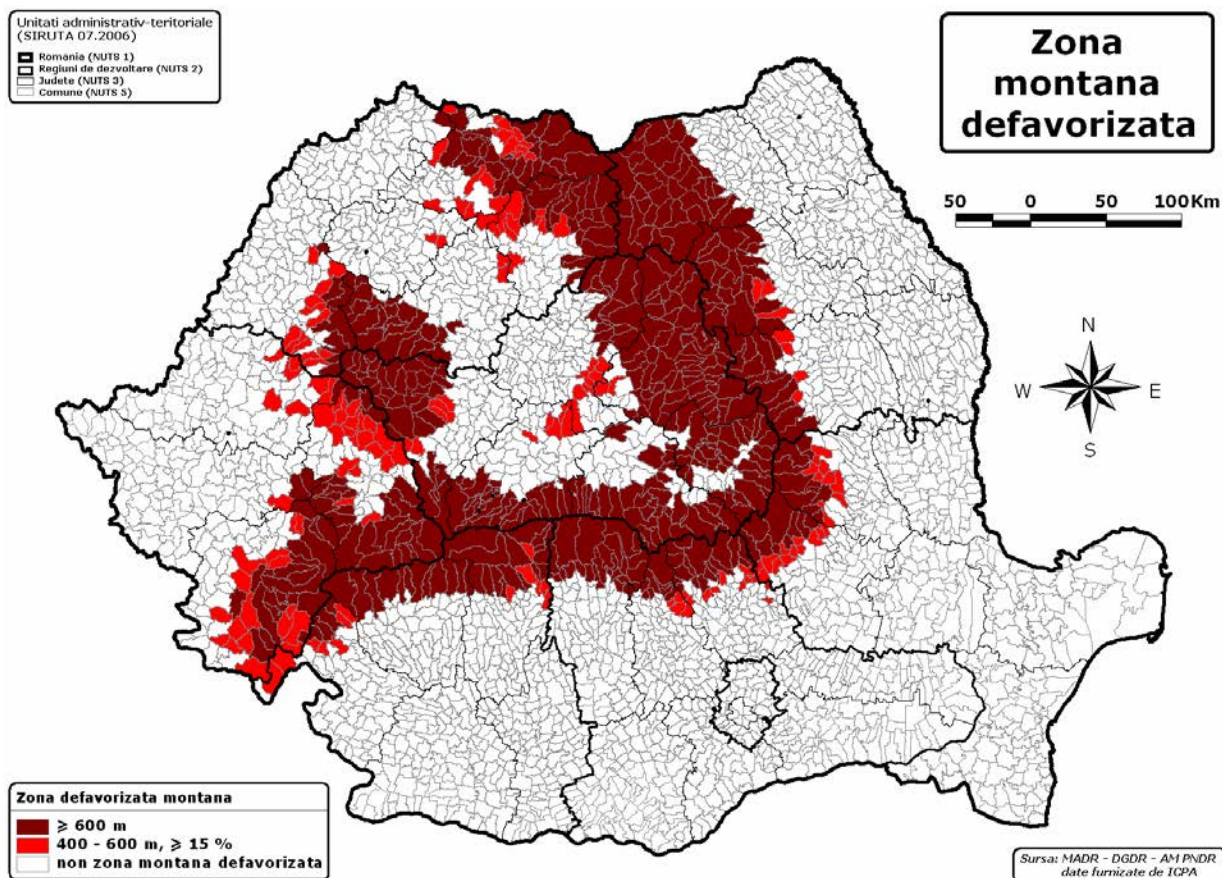 Unitati administrativ-teritoriale
(SIRUTA 07.2006)
Romania (NUTS 1)
Regiuni de dezvoltare (NUTS 2)
Judete (NUTS 3)
Comune (NUTS 5)
Zona
montana
defavorizata
50 0 50 100 Km
N
W E
S
Zona defavorizata montana
≥ 600 m
400 - 600 m, ≥ 15 %
non zona montana defavorizata
Sursa: MADR - DGDR - AM PNDR
date furnizate de ICPA